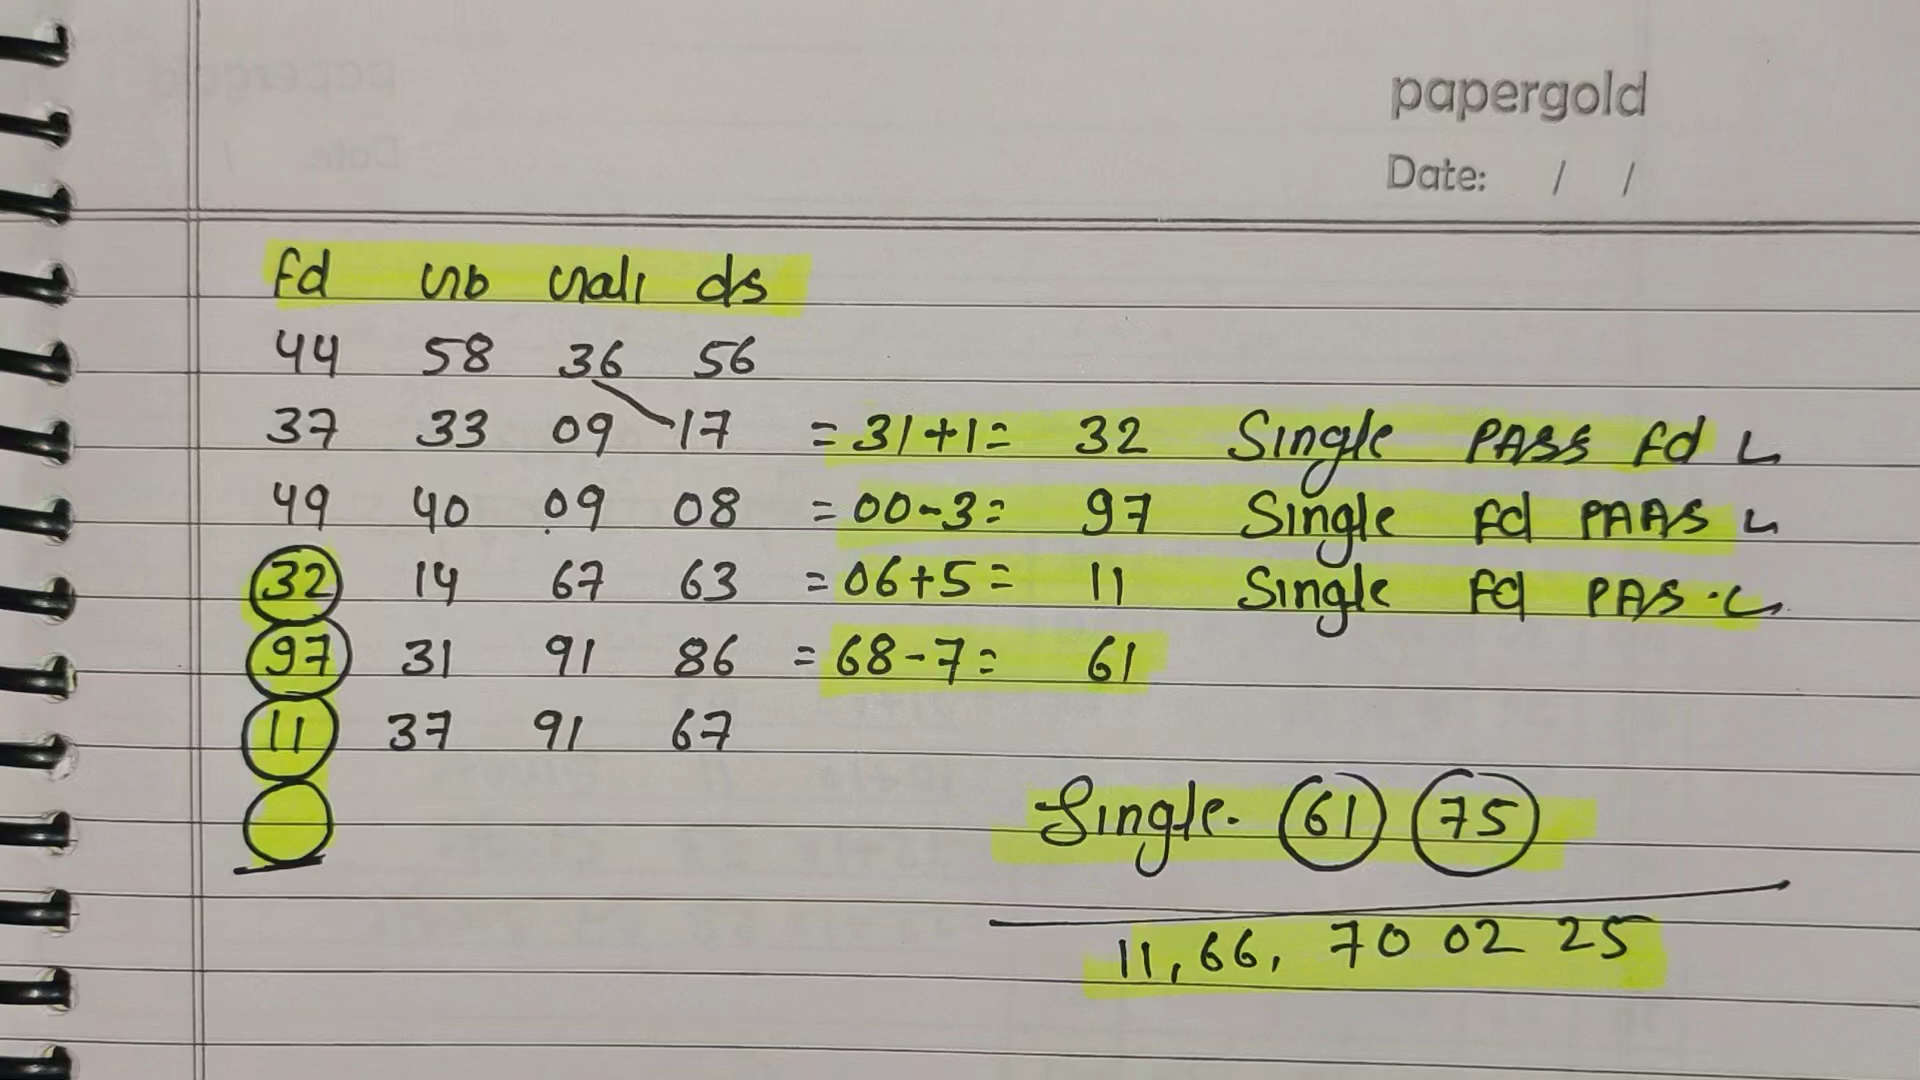 papergold
Date: / /
fd GB Gali ds
44 58 36 56
37 33 09 17 = 31+1= 32 Single PASS fd
49 40 09 08 = 00-3= 97 Single fd PAAS
32 14 67 63 = 06+5= 11 Single fd PAS
97 31 91 86 = 68-7= 61
11 37 91 67
Single. 61 75
11, 66, 70 02 25